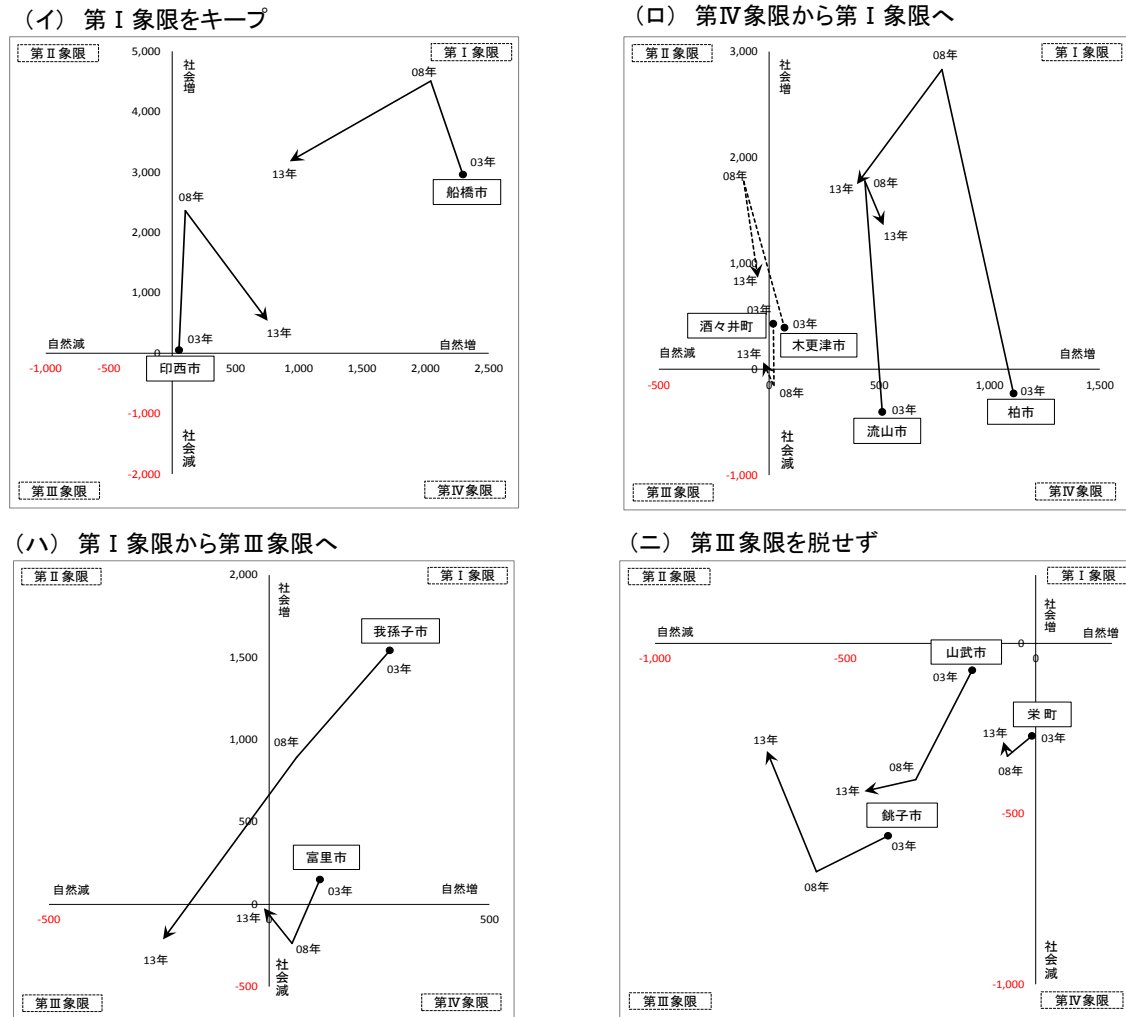 （イ） 第Ⅰ象限をキープ
第Ⅱ象限
5,000
社会増
第Ⅰ象限
08年
4,000
03年
3,000
13年
船橋市
08年
2,000
1,000
13年
03年
0
自然減
自然増
-1,000
-500
印西市
500
1,000
1,500
2,000
2,500
-1,000
社会減
-2,000
第Ⅲ象限
第Ⅳ象限
（ロ） 第Ⅳ象限から第Ⅰ象限へ
第Ⅱ象限
3,000
社会増
第Ⅰ象限
08年
2,000
08年
13年
08年
13年
1,000
13年
03年
酒々井町
03年
木更津市
自然減
13年
自然増
0
-500
0
08年
500
1,000
1,500
03年
03年
流山市
柏市
社会減
-1,000
第Ⅲ象限
第Ⅳ象限
（ハ） 第Ⅰ象限から第Ⅲ象限へ
第Ⅱ象限
2,000
社会増
第Ⅰ象限
我孫子市
1,500
03年
1,000
08年
500
富里市
03年
自然減
自然増
0
13年
-500
0
500
08年
13年
社会減
-500
第Ⅲ象限
第Ⅳ象限
（ニ） 第Ⅲ象限を脱せず
第Ⅱ象限
第Ⅰ象限
社会増
自然減
0
自然増
-1,000
-500
山武市
0
03年
栄町
13年
03年
13年
08年
08年
13年
銚子市
-500
03年
08年
社会減
-1,000
第Ⅲ象限
第Ⅳ象限